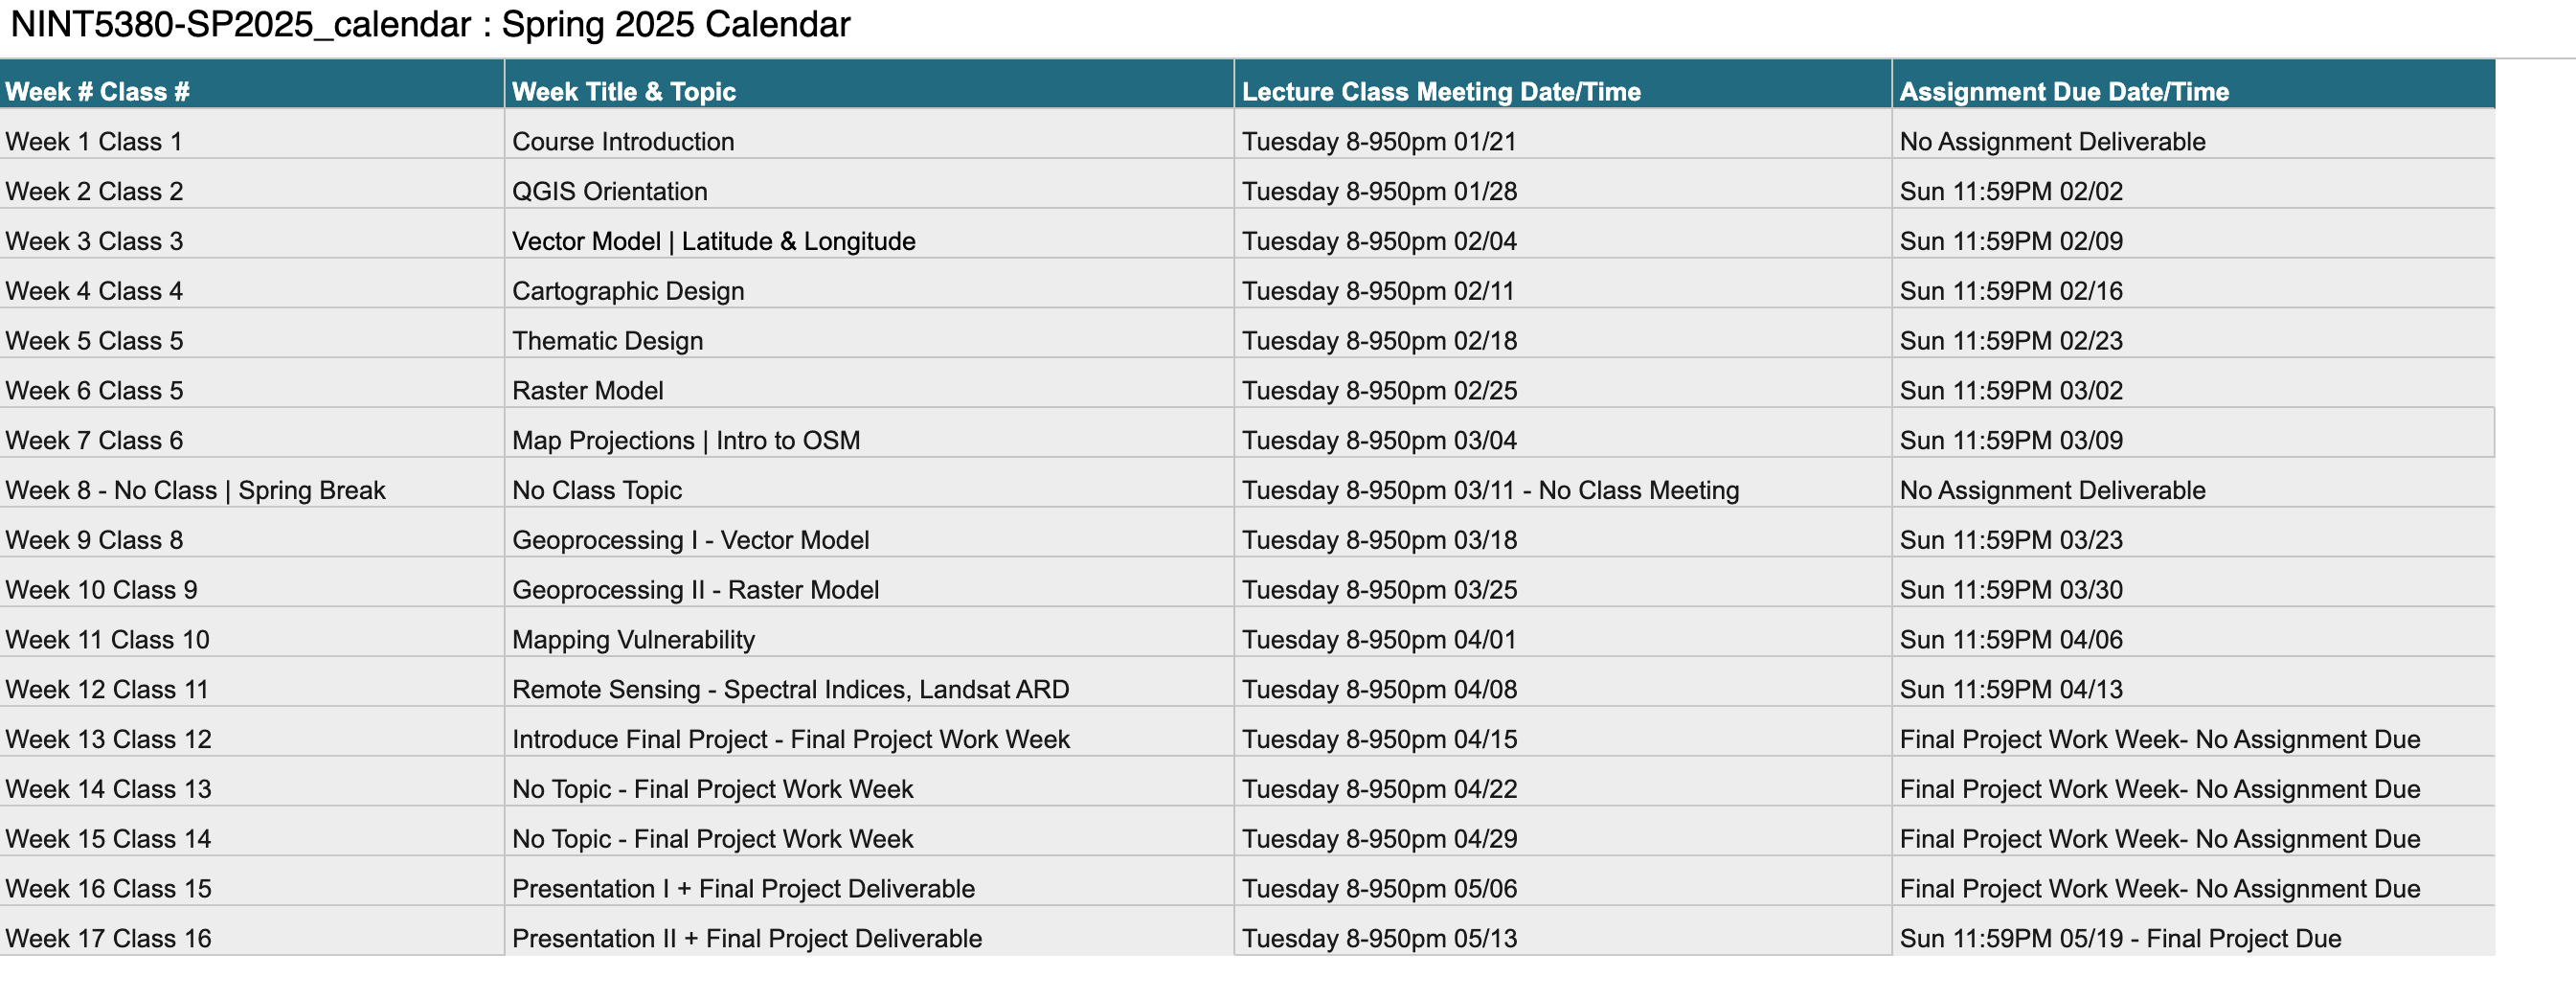 NINT5380-SP2025_calendar : Spring 2025 Calendar
Week # Class # Week Title & Topic Lecture Class Meeting Date/Time Assignment Due Date/Time
Week 1 Class 1 Course Introduction Tuesday 8-950pm 01/21 No Assignment Deliverable
Week 2 Class 2 QGIS Orientation Tuesday 8-950pm 01/28 Sun 11:59PM 02/02
Week 3 Class 3 Vector Model | Latitude & Longitude Tuesday 8-950pm 02/04 Sun 11:59PM 02/09
Week 4 Class 4 Cartographic Design Tuesday 8-950pm 02/11 Sun 11:59PM 02/16
Week 5 Class 5 Thematic Design Tuesday 8-950pm 02/18 Sun 11:59PM 02/23
Week 6 Class 5 Raster Model Tuesday 8-950pm 02/25 Sun 11:59PM 03/02
Week 7 Class 6 Map Projections | Intro to OSM Tuesday 8-950pm 03/04 Sun 11:59PM 03/09
Week 8 - No Class | Spring Break No Class Topic Tuesday 8-950pm 03/11 - No Class Meeting No Assignment Deliverable
Week 9 Class 8 Geoprocessing I - Vector Model Tuesday 8-950pm 03/18 Sun 11:59PM 03/23
Week 10 Class 9 Geoprocessing II - Raster Model Tuesday 8-950pm 03/25 Sun 11:59PM 03/30
Week 11 Class 10 Mapping Vulnerability Tuesday 8-950pm 04/01 Sun 11:59PM 04/06
Week 12 Class 11 Remote Sensing - Spectral Indices, Landsat ARD Tuesday 8-950pm 04/08 Sun 11:59PM 04/13
Week 13 Class 12 Introduce Final Project - Final Project Work Week Tuesday 8-950pm 04/15 Final Project Work Week- No Assignment Due
Week 14 Class 13 No Topic - Final Project Work Week Tuesday 8-950pm 04/22 Final Project Work Week- No Assignment Due
Week 15 Class 14 No Topic - Final Project Work Week Tuesday 8-950pm 04/29 Final Project Work Week- No Assignment Due
Week 16 Class 15 Presentation I + Final Project Deliverable Tuesday 8-950pm 05/06 Final Project Work Week- No Assignment Due
Week 17 Class 16 Presentation II + Final Project Deliverable Tuesday 8-950pm 05/13 Sun 11:59PM 05/19 - Final Project Due